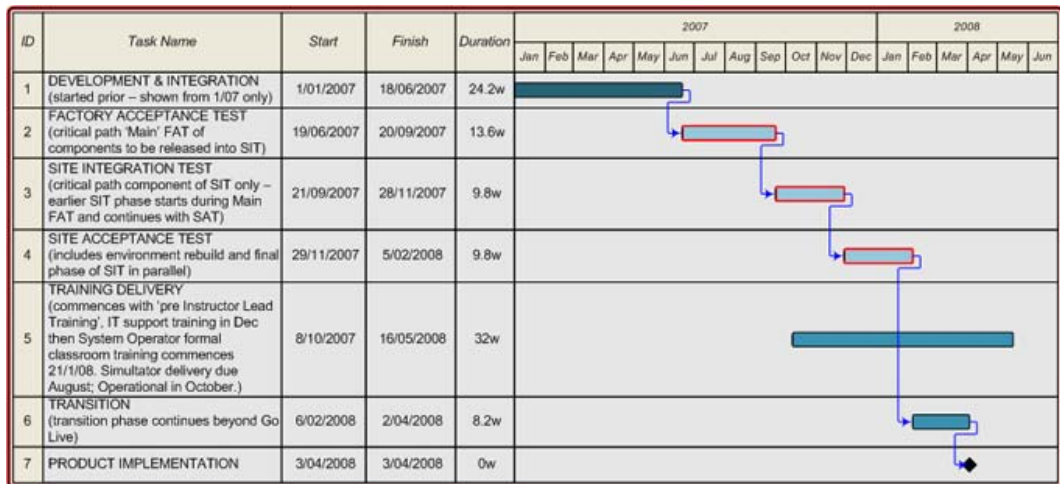 ID Task Name Start Finish Duration 2007 2008
Jan Feb Mar Apr May Jun Jul Aug Sep Oct Nov Dec Jan Feb Mar Apr May Jun
1 DEVELOPMENT & INTEGRATION
(started prior – shown from 1/07 only) 1/01/2007 18/06/2007 24.2w
2 FACTORY ACCEPTANCE TEST
(critical path 'Main' FAT of
components to be released into SIT) 19/06/2007 20/09/2007 13.6w
3 SITE INTEGRATION TEST
(critical path component of SIT only –
earlier SIT phase starts during Main
FAT and continues with SAT) 21/09/2007 28/11/2007 9.8w
4 SITE ACCEPTANCE TEST
(includes environment rebuild and final
phase of SIT in parallel) 29/11/2007 5/02/2008 9.8w
5 TRAINING DELIVERY
(commences with 'pre Instructor Lead
Training', IT support training in Dec
then System Operator formal
classroom training commences
21/1/08. Simultator delivery due
August; Operational in October.) 8/10/2007 16/05/2008 32w
6 TRANSITION
(transition phase continues beyond Go
Live) 6/02/2008 2/04/2008 8.2w
7 PRODUCT IMPLEMENTATION 3/04/2008 3/04/2008 0w